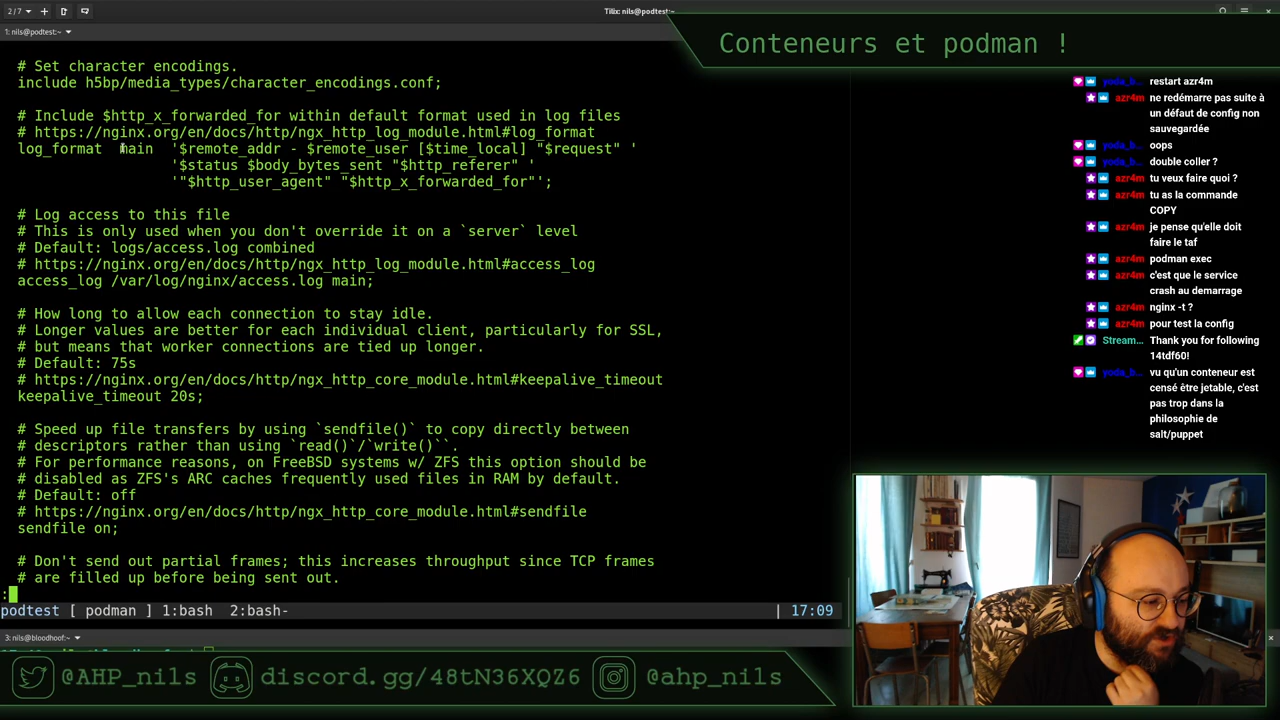 2/7
Tilix: nils@podtest:~
1: nils@podtest:~
Conteneurs et podman !
# Set character encodings.
include h5bp/media_types/character_encodings.conf;
# Include $http_x_forwarded_for within default format used in log files
# https://nginx.org/en/docs/http/ngx_http_log_module.html#log_format
log_format  main  '$remote_addr - $remote_user [$time_local] "$request" '
'$status $body_bytes_sent "$http_referer" '
'"$http_user_agent" "$http_x_forwarded_for"';
# Log access to this file
# This is only used when you don't override it on a `server` level
# Default: logs/access.log combined
# https://nginx.org/en/docs/http/ngx_http_log_module.html#access_log
access_log /var/log/nginx/access.log main;
# How long to allow each connection to stay idle.
# Longer values are better for each individual client, particularly for SSL,
# but means that worker connections are tied up longer.
# Default: 75s
# https://nginx.org/en/docs/http/ngx_http_core_module.html#keepalive_timeout
keepalive_timeout 20s;
# Speed up file transfers by using `sendfile()` to copy directly between
# descriptors rather than using `read()`/`write()``.
# For performance reasons, on FreeBSD systems w/ ZFS this option should be
# disabled as ZFS's ARC caches frequently used files in RAM by default.
# Default: off
# https://nginx.org/en/docs/http/ngx_http_core_module.html#sendfile
sendfile on;
# Don't send out partial frames; this increases throughput since TCP frames
# are filled up before being sent out.
:
podtest [ podman ] 1:bash  2:bash-
| 17:09
3: nils@bloodhoof:~
yoda_b... restart azr4m
azr4m ne redémarre pas suite à
un défaut de config non
sauvegardée
yoda_b... oops
yoda_b... double coller ?
azr4m tu veux faire quoi ?
azr4m tu as la commande
COPY
azr4m je pense qu'elle doit
faire le taf
azr4m podman exec
azr4m c'est que le service
crash au demarrage
azr4m nginx -t ?
azr4m pour test la config
Stream... Thank you for following
14tdf60!
yoda_b... vu qu'un conteneur est
censé être jetable, c'est
pas trop dans la
philosophie de
salt/puppet
@AHP_nils
discord.gg/48tN36XQZ6
@ahp_nils